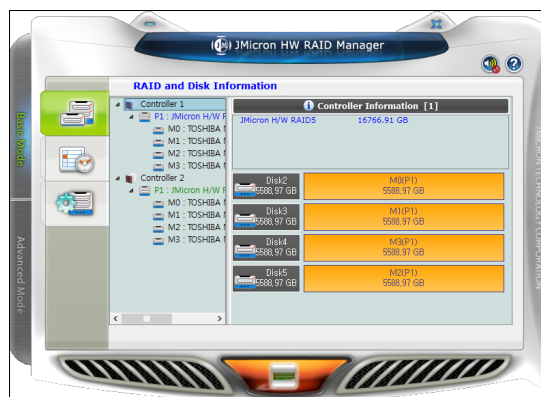 JMicron HW RAID Manager
RAID and Disk Information
Basic Mode
Advanced Mode
Controller 1
P1 : JMicron H/W R
M0 : TOSHIBA
M1 : TOSHIBA
M2 : TOSHIBA
M3 : TOSHIBA
Controller 2
P1 : JMicron H/W
M0 : TOSHIBA
M1 : TOSHIBA
M2 : TOSHIBA
M3 : TOSHIBA
Controller Information [1]
JMicron H/W RAID5 16766.91 GB
Disk2 M0(P1)
5588,97 GB 5588,97 GB
Disk3 M1(P1)
5588,97 GB 5588,97 GB
Disk4 M3(P1)
5588,97 GB 5588,97 GB
Disk5 M2(P1)
5588,97 GB 5588,97 GB
JMICRON TECHNOLOGY CORPORATION